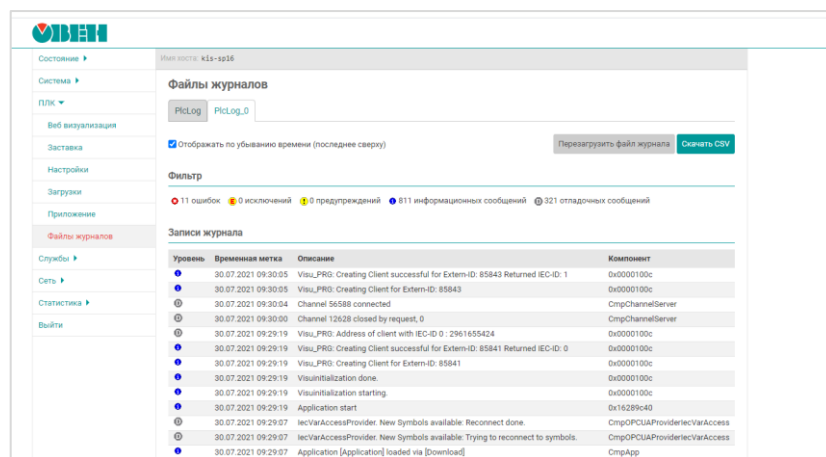 ОВЕН
Состояние
Имя хоста: kis-sp16
Система
Файлы журналов
ПЛК
PlcLog PlcLog_0
Веб визуализация
Заставка
Отображать по убыванию времени (последнее сверху) Перезагрузить файл журнала Скачать CSV
Настройки
Фильтр
Загрузки
11 ошибок 0 исключений 0 предупреждений 811 информационных сообщений 321 отладочных сообщений
Приложение
Файлы журналов
Записи журнала
Службы
Уровень Временная метка Описание Компонент
Сеть
Статистика
Выйти
30.07.2021 09:30:05 Visu_PRG: Creating Client successful for Extern-ID: 85843 Returned IEC-ID: 1 0x0000100c
30.07.2021 09:30:05 Visu_PRG: Creating Client for Extern-ID: 85843 0x0000100c
30.07.2021 09:30:04 Channel 56588 connected CmpChannelServer
30.07.2021 09:30:00 Channel 12628 closed by request, 0 CmpChannelServer
30.07.2021 09:29:19 Visu_PRG: Address of client with IEC-ID 0 : 2961655424 0x0000100c
30.07.2021 09:29:19 Visu_PRG: Creating Client successful for Extern-ID: 85841 Returned IEC-ID: 0 0x0000100c
30.07.2021 09:29:19 Visu_PRG: Creating Client for Extern-ID: 85841 0x0000100c
30.07.2021 09:29:19 Visuinitialization done. 0x0000100c
30.07.2021 09:29:19 Visuinitialization starting. 0x0000100c
30.07.2021 09:29:19 Application start 0x16289c40
30.07.2021 09:29:07 IecVarAccessProvider. New Symbols available: Reconnect done. CmpOPCUAProviderIecVarAccess
30.07.2021 09:29:07 IecVarAccessProvider. New Symbols available: Trying to reconnect to symbols. CmpOPCUAProviderIecVarAccess
30.07.2021 09:29:07 Application [Application] loaded via [Download] CmpApp